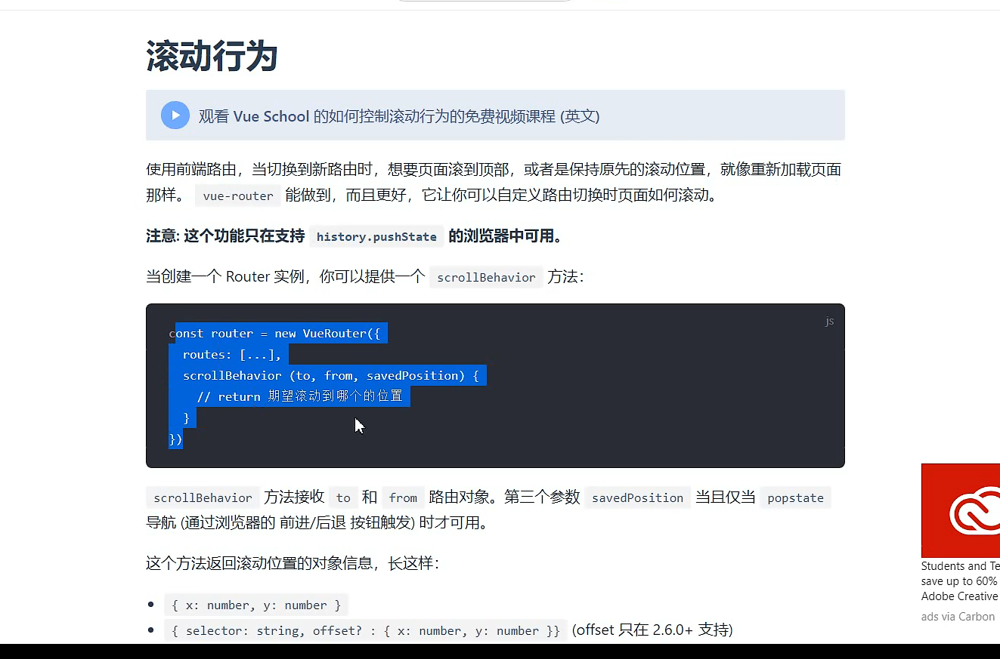 滚动行为
观看 Vue School 的如何控制滚动行为的免费视频课程 (英文)
使用前端路由，当切换到新路由时，想要页面滚到顶部，或者是保持原先的滚动位置，就像重新加载页面
那样。 vue-router 能做到，而且更好，它让你可以自定义路由切换时页面如何滚动。
注意: 这个功能只在支持 history.pushState 的浏览器中可用。
当创建一个 Router 实例，你可以提供一个 scrollBehavior 方法：
js
const router = new VueRouter({
  routes: [...],
  scrollBehavior (to, from, savedPosition) {
    // return 期望滚动到哪个的位置
  }
})
scrollBehavior 方法接收 to 和 from 路由对象。第三个参数 savedPosition 当且仅当 popstate
导航 (通过浏览器的 前进/后退 按钮触发) 时才可用。
这个方法返回滚动位置的对象信息，长这样：
{ x: number, y: number }
{ selector: string, offset? : { x: number, y: number }} (offset 只在 2.6.0+ 支持)
Students and Te
save up to 60%
Adobe Creative
ads via Carbon